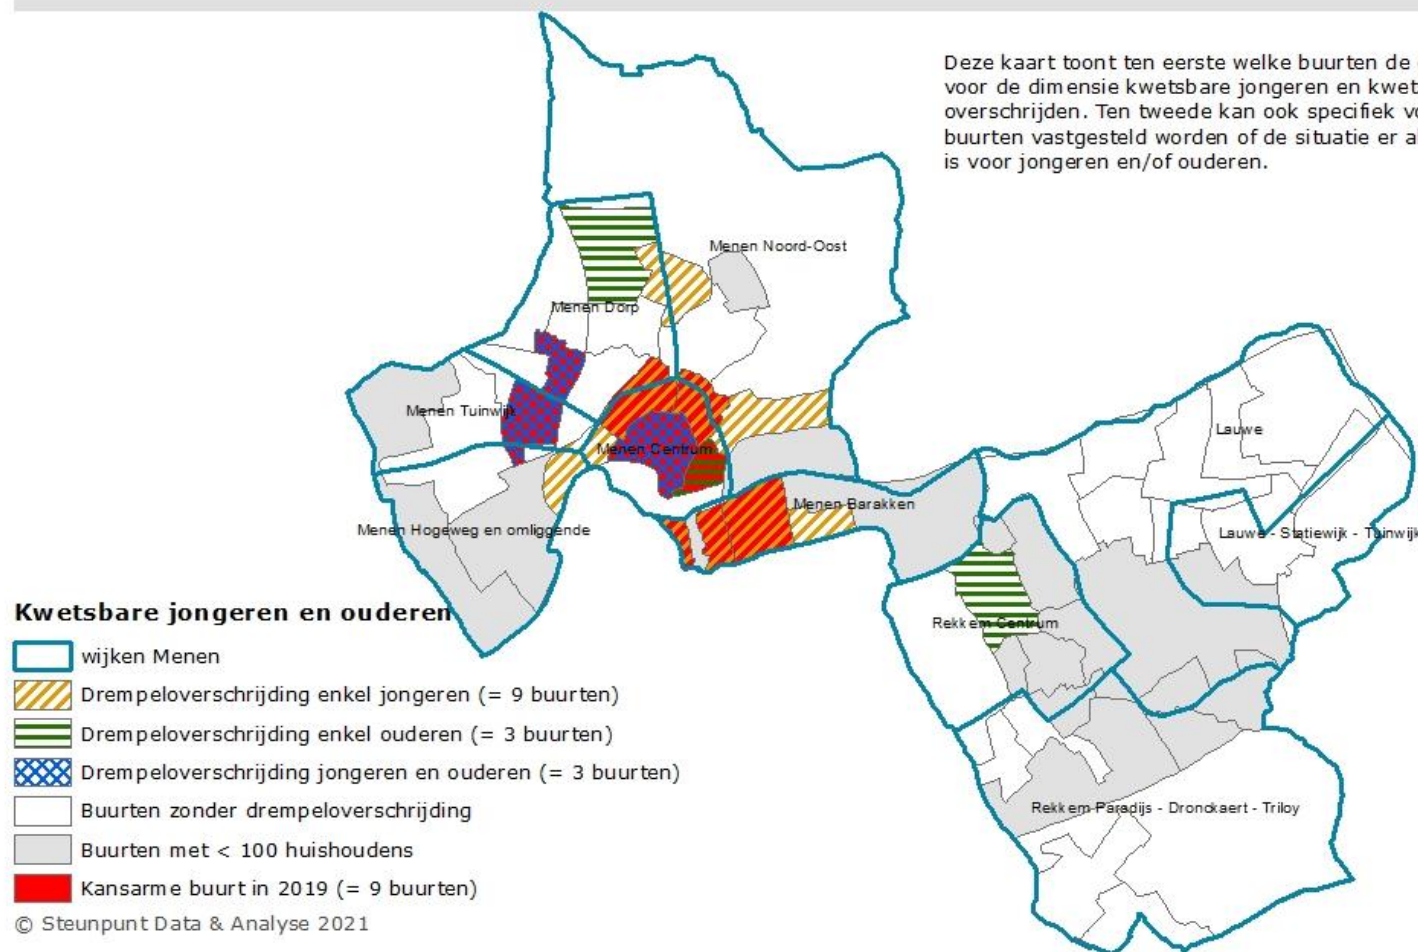 Deze kaart toont ten eerste welke buurten de
voor de dimensie kwetsbare jongeren en kwet
overschrijden. Ten tweede kan ook specifiek vo
buurten vastgesteld worden of de situatie er a
is voor jongeren en/of ouderen.
Menen Noord-Oost
Menen Dorp
Menen Tuinwijk
Menen Centrum
Lauwe
Menen Barakken
Menen Hogeweg en omliggende
Lauwe - Statiewijk - Tuinwijk
Rekkem Centrum
Rekkem Paradijs - Dronckaert - Triloy
Kwetsbare jongeren en ouderen
wijken Menen
Drempeloverschrijding enkel jongeren (= 9 buurten)
Drempeloverschrijding enkel ouderen (= 3 buurten)
Drempeloverschrijding jongeren en ouderen (= 3 buurten)
Buurten zonder drempeloverschrijding
Buurten met < 100 huishoudens
Kansarme buurt in 2019 (= 9 buurten)
© Steunpunt Data & Analyse 2021